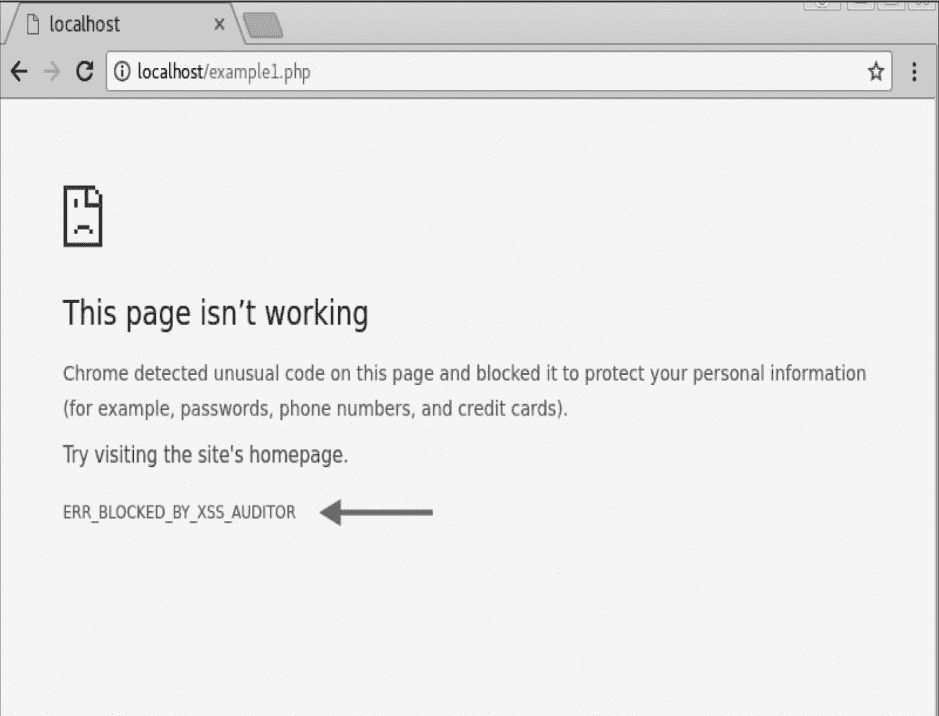 localhost
localhost/example1.php
This page isn’t working
Chrome detected unusual code on this page and blocked it to protect your personal information
(for example, passwords, phone numbers, and credit cards).
Try visiting the site's homepage.
ERR_BLOCKED_BY_XSS_AUDITOR